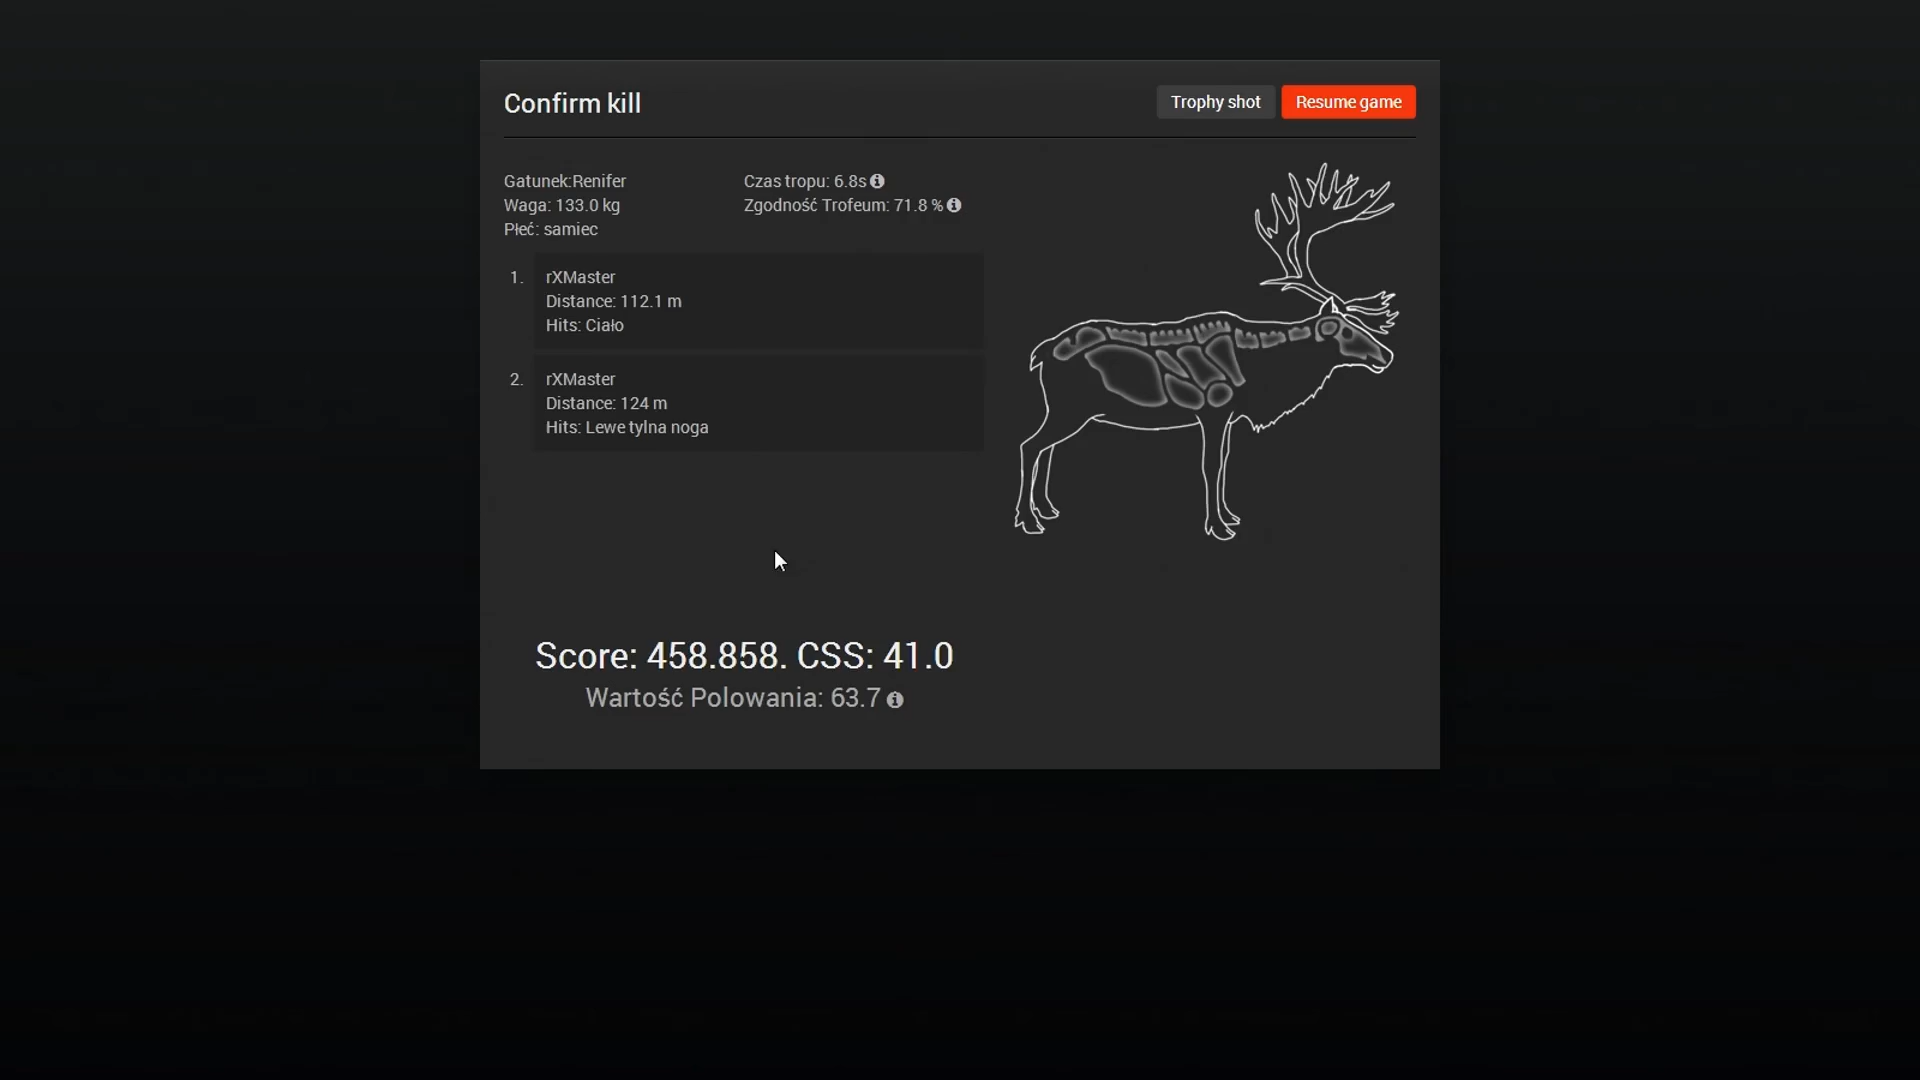 Confirm kill
Trophy shot
Resume game
Gatunek:Renifer
Waga: 133.0 kg
Płeć: samiec
Czas tropu: 6.8s
Zgodność Trofeum: 71.8 %
1.
rXMaster
Distance: 112.1 m
Hits: Ciało
2.
rXMaster
Distance: 124 m
Hits: Lewe tylna noga
Score: 458.858. CSS: 41.0
Wartość Polowania: 63.7